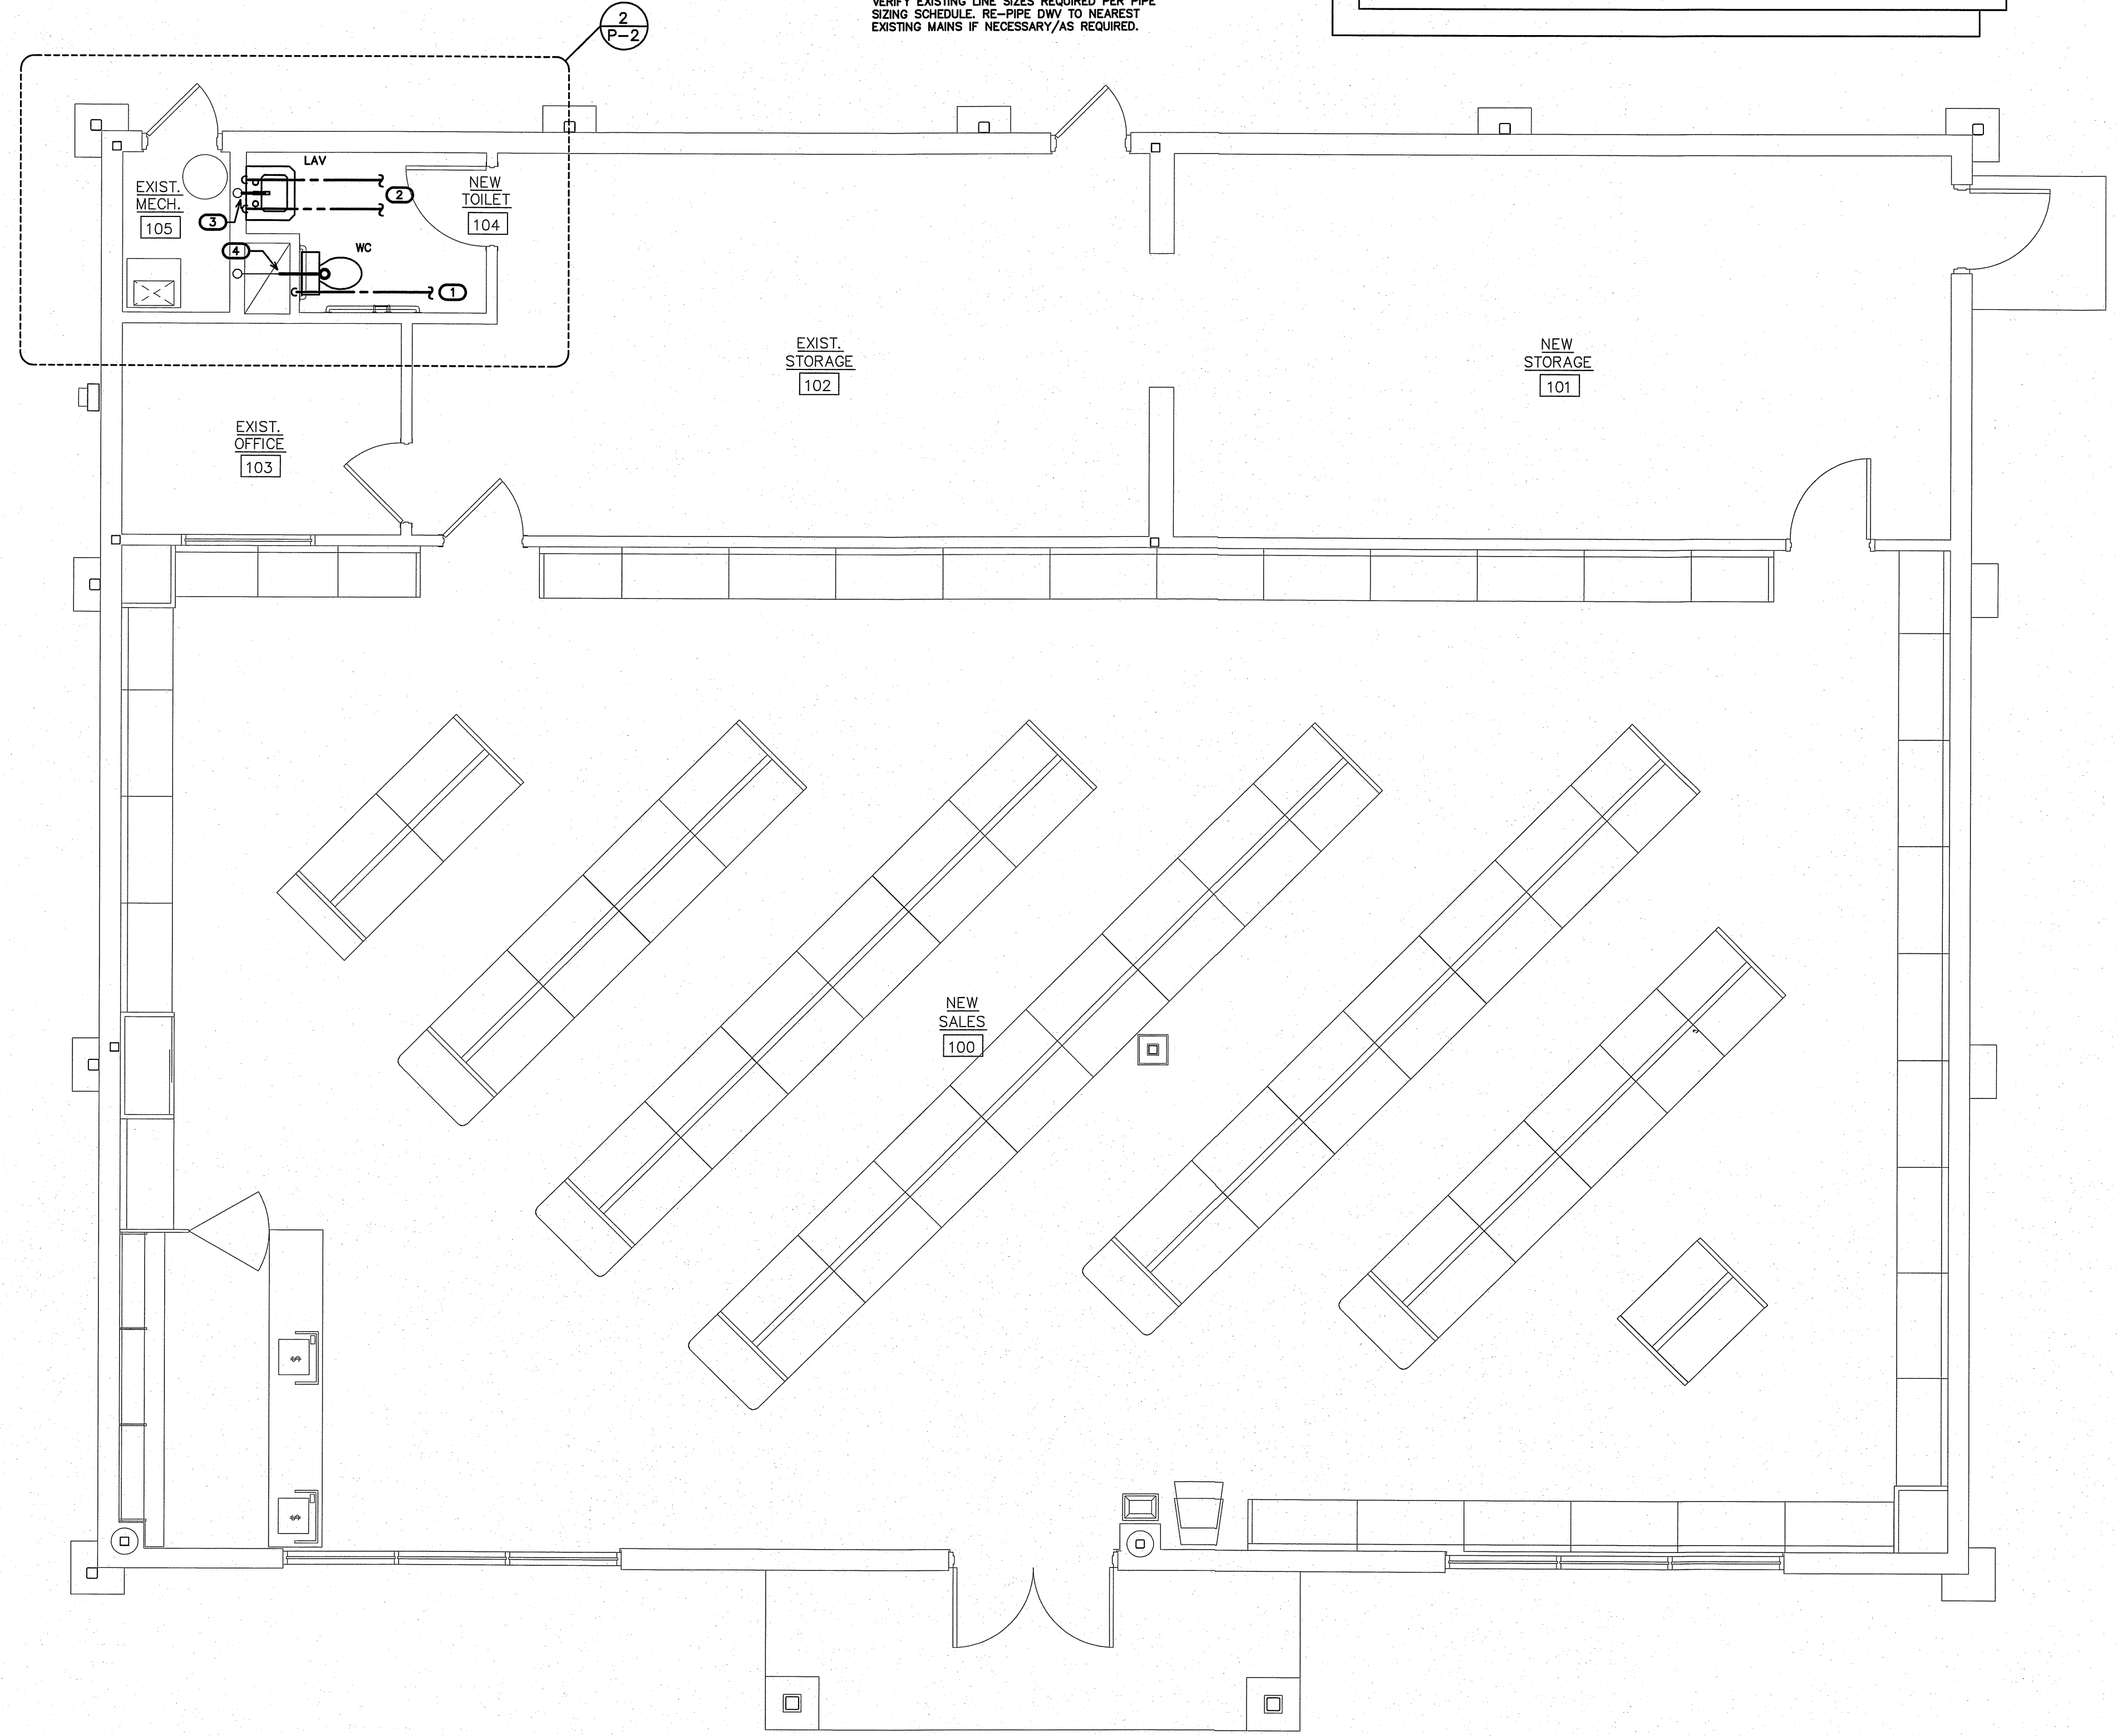 VERIFY EXISTING LINE SIZES REQUIRED PER PIPE
SIZING SCHEDULE. RE-PIPE DWV TO NEAREST
EXISTING MAINS IF NECESSARY/AS REQUIRED.
2
P-2
LAV
EXIST.
MECH.
105
NEW
TOILET
104
2
3
4
WC
1
EXIST.
STORAGE
102
NEW
STORAGE
101
EXIST.
OFFICE
103
NEW
SALES
100
$
$